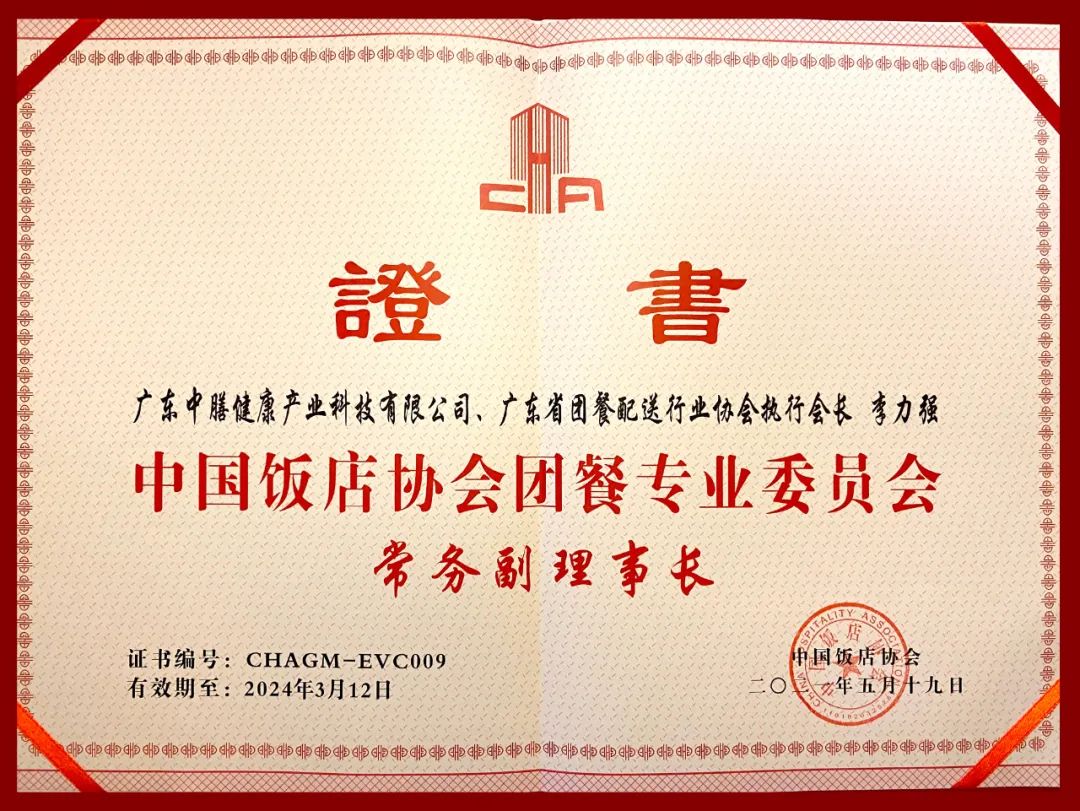 CHA
證書
广东中膳健康产业科技有限公司、广东省团餐配送行业协会执行会长 李力强
中国饭店协会团餐专业委员会
常务副理事长
证书编号：CHAGM-EVC009
有效期至：2024年3月12日
中国饭店协会
CHINA HOSPITALITY ASSOCIATION
年五月十九日